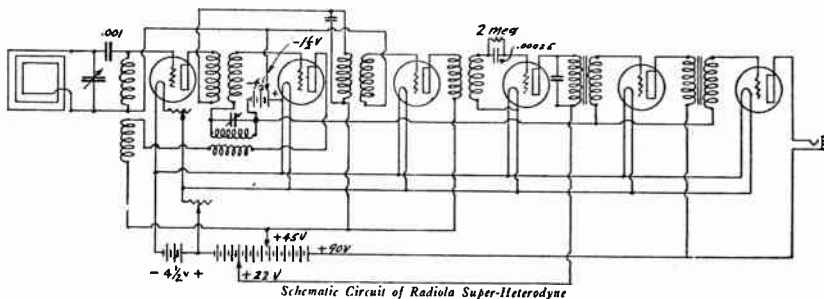 .001
-1½V
2 meg
.00025
+45V
+90V
- 4½V +
+22V
Schematic Circuit of Radiola Super-Heterodyne